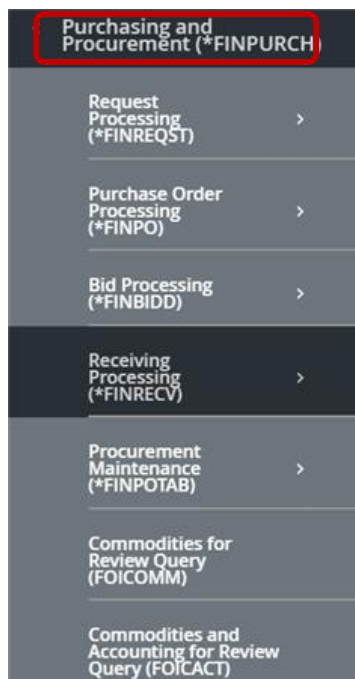 Purchasing and
Procurement (*FINPURCH)
Request
Processing
(*FINREQST)
Purchase Order
Processing
(*FINPO)
Bid Processing
(*FINBIDD)
Receiving
Processing
(*FINRECV)
Procurement
Maintenance
(*FINPOTAB)
Commodities for
Review Query
(FOICOMM)
Commodities and
Accounting for Review
Query (FOICACT)